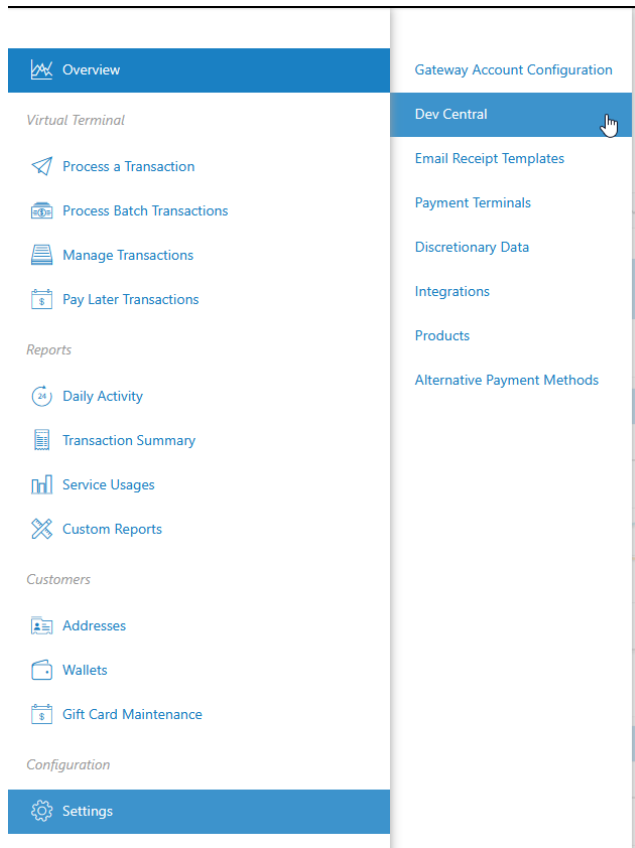 Overview
Virtual Terminal
Process a Transaction
Process Batch Transactions
Manage Transactions
Pay Later Transactions
Reports
24
Daily Activity
Transaction Summary
Service Usages
Custom Reports
Customers
Addresses
Wallets
$
Gift Card Maintenance
Configuration
Settings
Gateway Account Configuration
Dev Central
Email Receipt Templates
Payment Terminals
Discretionary Data
Integrations
Products
Alternative Payment Methods